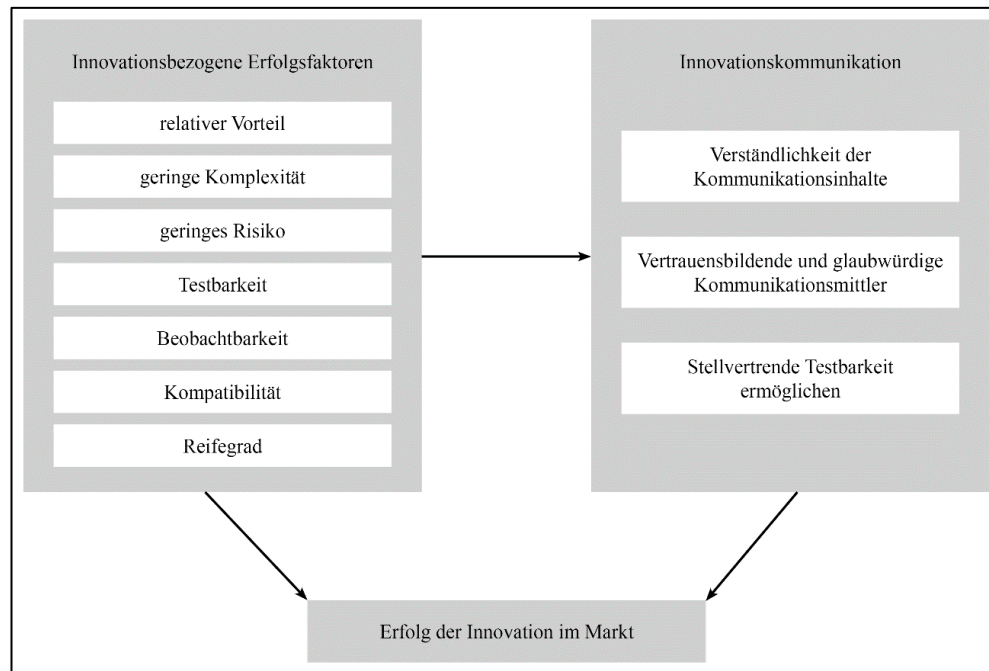 Innovationsbezogene Erfolgsfaktoren
relativer Vorteil
geringe Komplexität
geringes Risiko
Testbarkeit
Beobachtbarkeit
Kompatibilität
Reifegrad
Innovationskommunikation
Verständlichkeit der
Kommunikationsinhalte
Vertrauensbildende und glaubwürdige
Kommunikationsmittler
Stellvertrende Testbarkeit
ermöglichen
Erfolg der Innovation im Markt